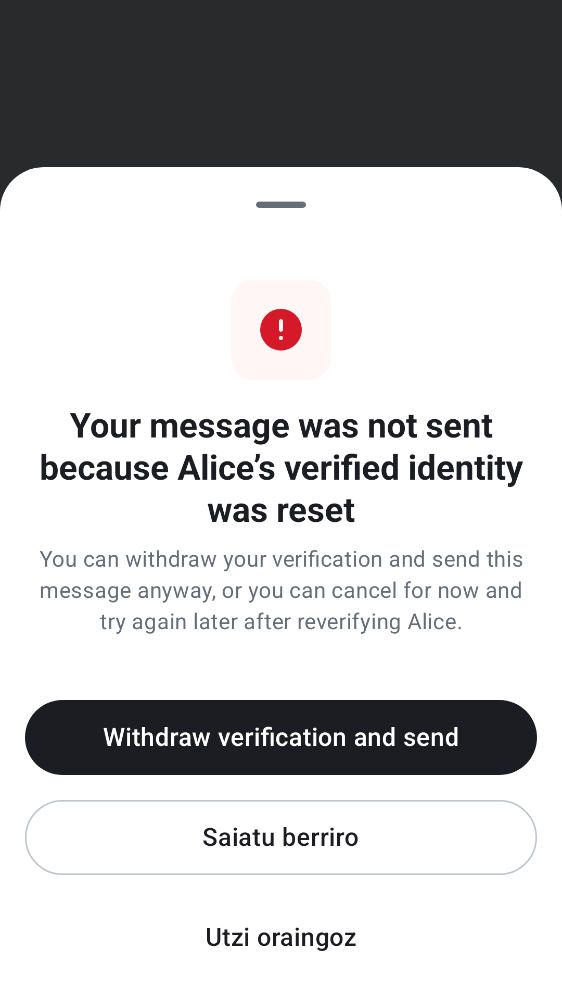 Your message was not sent
because Alice’s verified identity
was reset
You can withdraw your verification and send this
message anyway, or you can cancel for now and
try again later after reverifying Alice.
Withdraw verification and send
Saiatu berriro
Utzi oraingoz